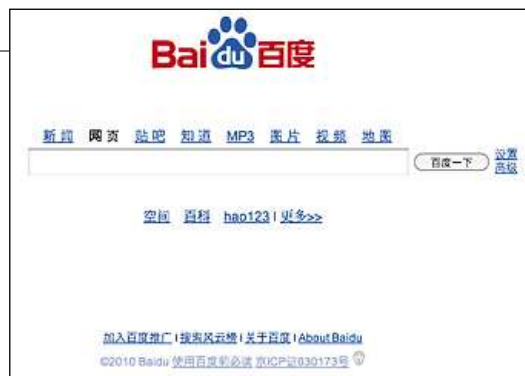 Bai du 百度
新闻 网页 贴吧 知道 MP3 图片 视频 地图
百度一下 设置
高级
空间 百科 hao123 | 更多>>
加入百度推广 | 搜索风云榜 | 关于百度 | About Baidu
©2010 Baidu 使用百度前必读 京ICP证030173号